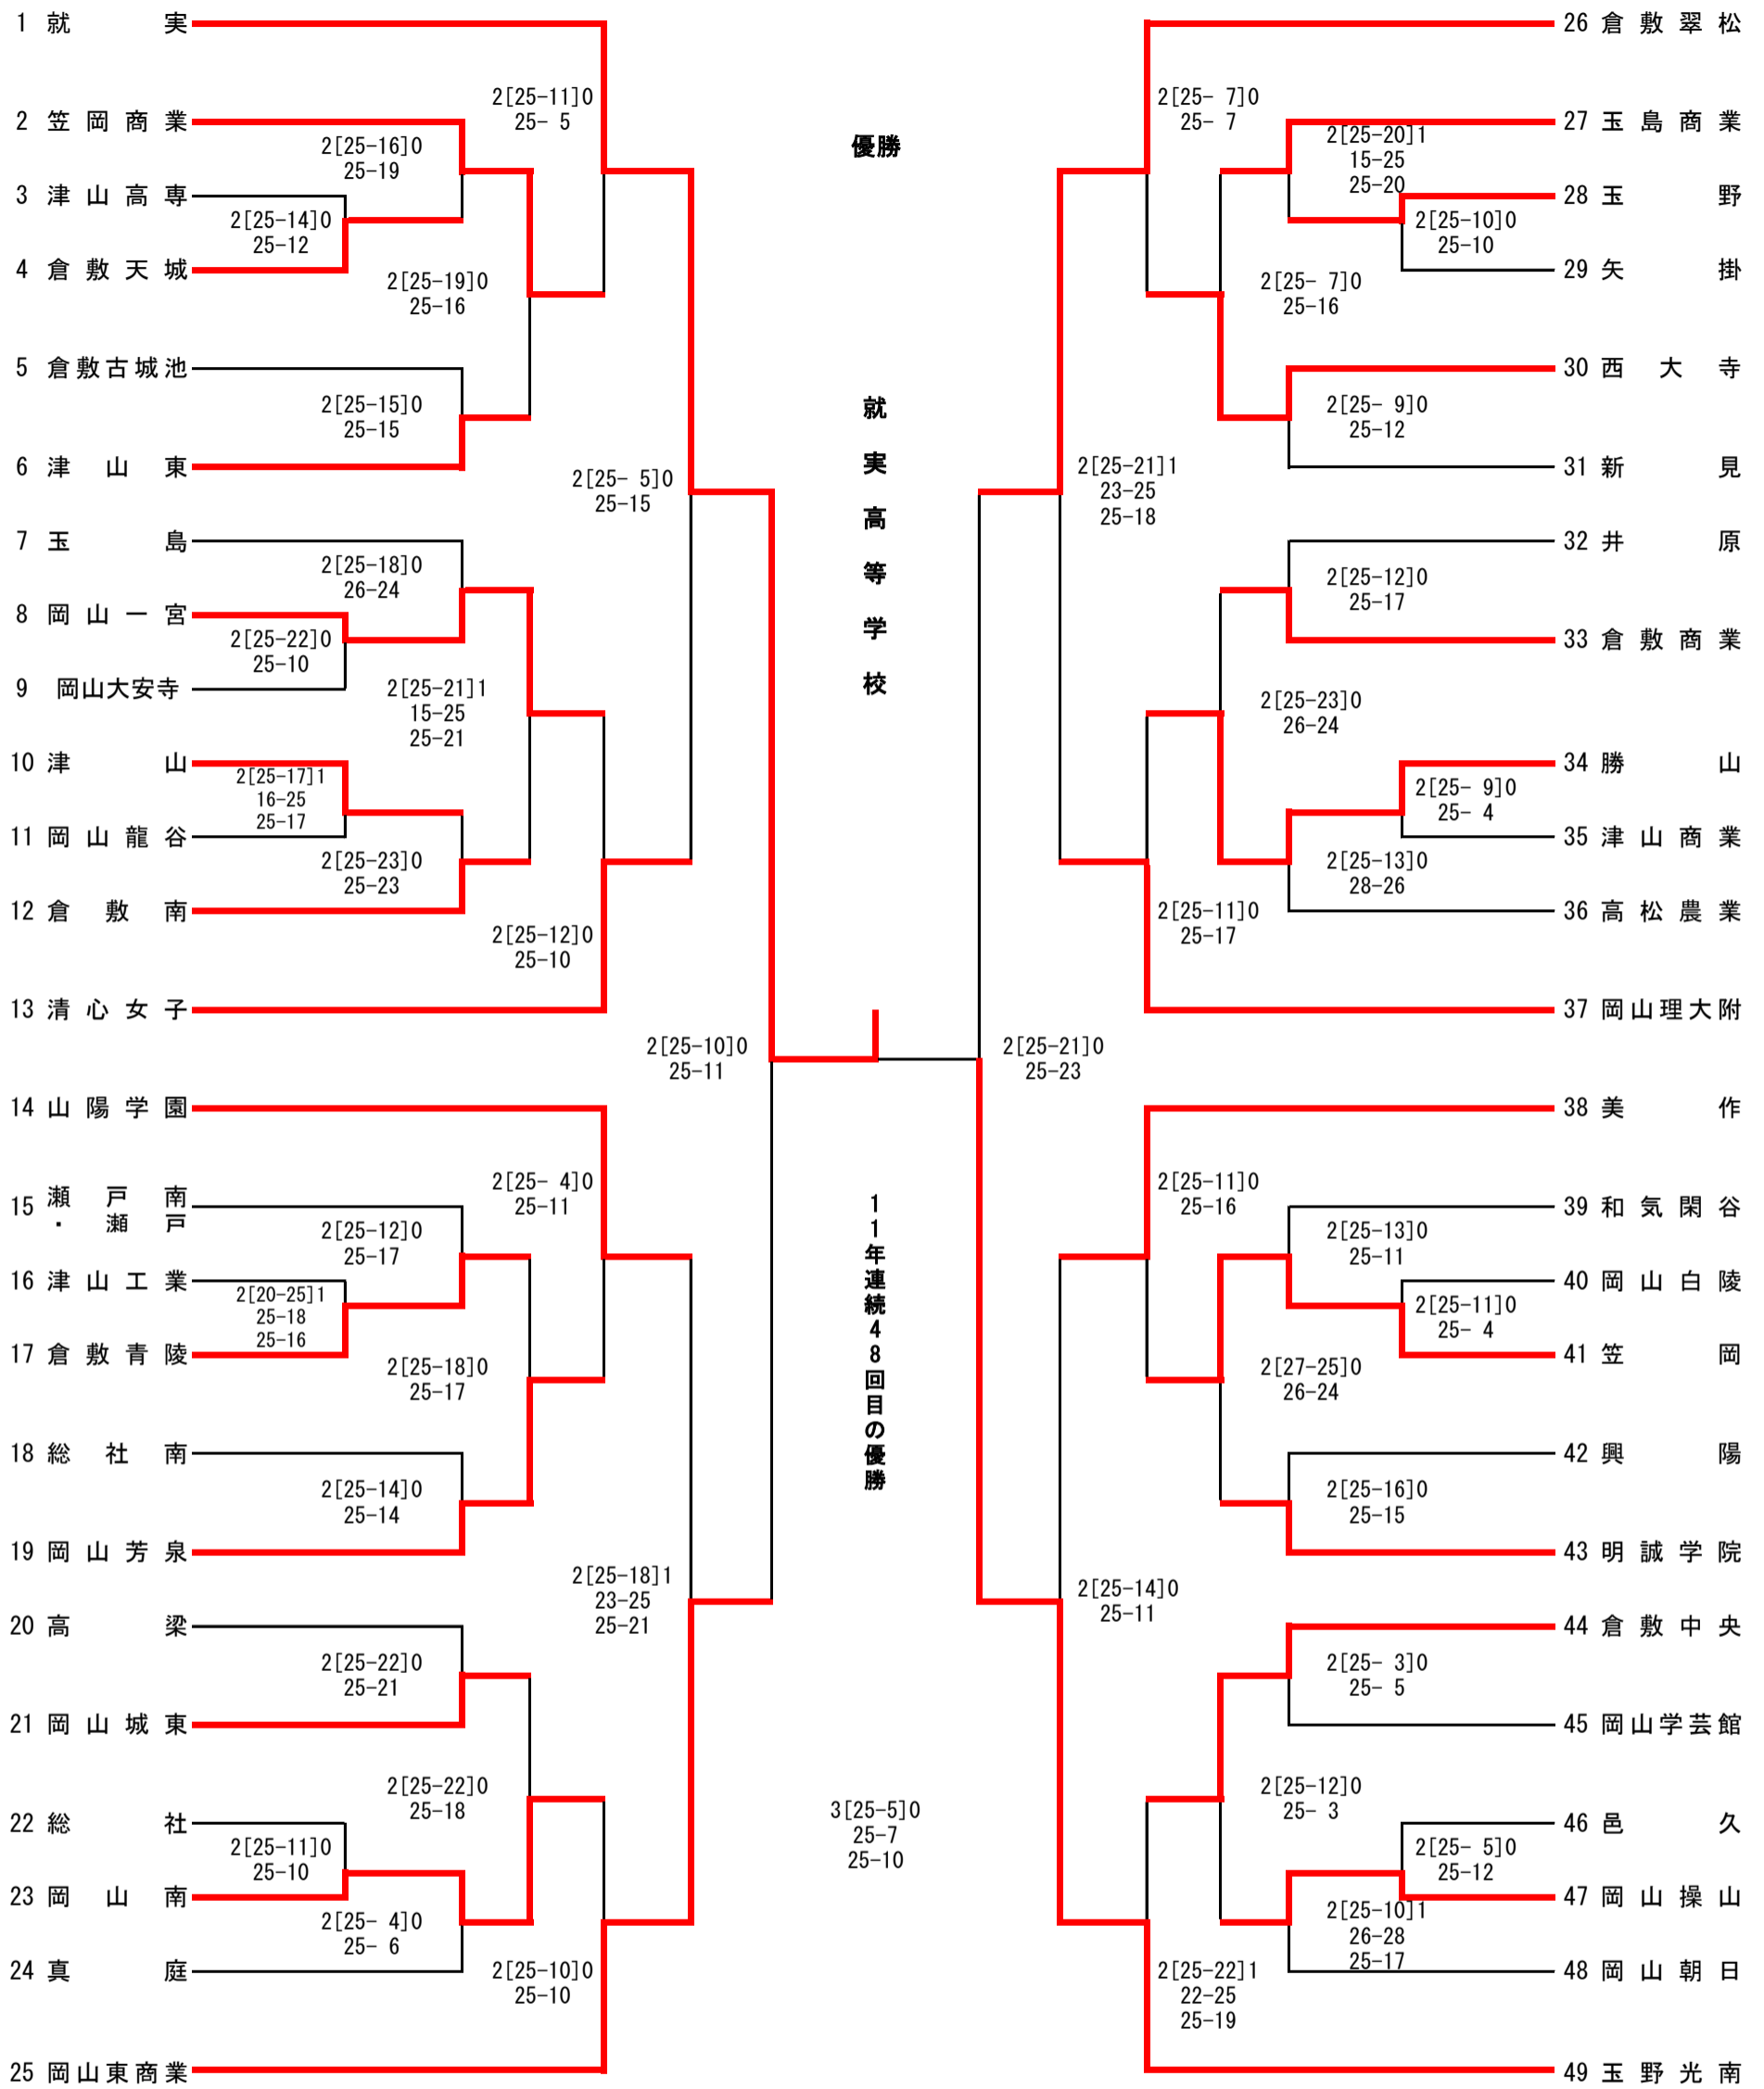 1 就実
2 笠岡商業
3 津山高専
4 倉敷天城
5 倉敷古城池
6 津山東
7 玉島
8 岡山一宮
9 岡山大安寺
10 津山
11 岡山龍谷
12 倉敷南
13 清心女子
14 山陽学園
15 瀬戸南
・瀬戸
16 津山工業
17 倉敷青陵
18 総社南
19 岡山芳泉
20 高梁
21 岡山城東
22 総社
23 岡山南
24 真庭
25 岡山東商業
2[25-14]0
25-12
2[25-22]0
25-10
2[25-17]1
16-25
25-17
2[20-25]1
25-18
25-16
2[25-11]0
25-10
2[25-16]0
25-19
2[25-15]0
25-15
2[25-18]0
26-24
2[25-23]0
25-23
2[25-12]0
25-17
2[25-14]0
25-14
2[25-22]0
25-21
2[25- 4]0
25- 6
2[25-19]0
25-16
2[25-21]1
15-25
25-21
2[25-18]0
25-17
2[25-22]0
25-18
2[25-11]0
25- 5
2[25-12]0
25-10
2[25- 4]0
25-11
2[25-10]0
25-10
2[25- 5]0
25-15
2[25-18]1
23-25
25-21
2[25-10]0
25-11
優勝
就実高等学校
11年連続48回目の優勝
3[25-5]0
25-7
25-10
2[25-21]0
25-23
2[25-21]1
23-25
25-18
2[25-14]0
25-11
2[25- 7]0
25- 7
2[25-11]0
25-17
2[25-11]0
25-16
2[25-22]1
22-25
25-19
2[25- 7]0
25-16
2[25-23]0
26-24
2[27-25]0
26-24
2[25-12]0
25- 3
2[25-20]1
15-25
25-20
2[25- 9]0
25-12
2[25-12]0
25-17
2[25-13]0
28-26
2[25-13]0
25-11
2[25-16]0
25-15
2[25- 3]0
25- 5
2[25-10]1
26-28
25-17
2[25-10]0
25-10
2[25- 9]0
25- 4
2[25-11]0
25- 4
2[25- 5]0
25-12
26 倉敷翠松
27 玉島商業
28 玉野
29 矢掛
30 西大寺
31 新見
32 井原
33 倉敷商業
34 勝山
35 津山商業
36 高松農業
37 岡山理大附
38 美作
39 和気閑谷
40 岡山白陵
41 笠岡
42 興陽
43 明誠学院
44 倉敷中央
45 岡山学芸館
46 邑久
47 岡山操山
48 岡山朝日
49 玉野光南